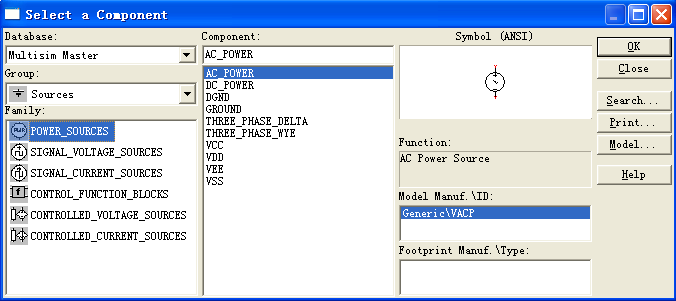 Select a Component
Database:
Multisim Master
Group:
Sources
Family:
POWER_SOURCES
SIGNAL_VOLTAGE_SOURCES
SIGNAL_CURRENT_SOURCES
CONTROL_FUNCTION_BLOCKS
CONTROLLED_VOLTAGE_SOURCES
CONTROLLED_CURRENT_SOURCES
Component:
AC_POWER
AC_POWER
DC_POWER
DGND
GROUND
THREE_PHASE_DELTA
THREE_PHASE_WYE
VCC
VDD
VEE
VSS
Symbol (ANSI)
Function:
AC Power Source
Model Manuf.\ID:
Generic\VACP
Footprint Manuf.\Type:
OK
Close
Search...
Print...
Model...
Help